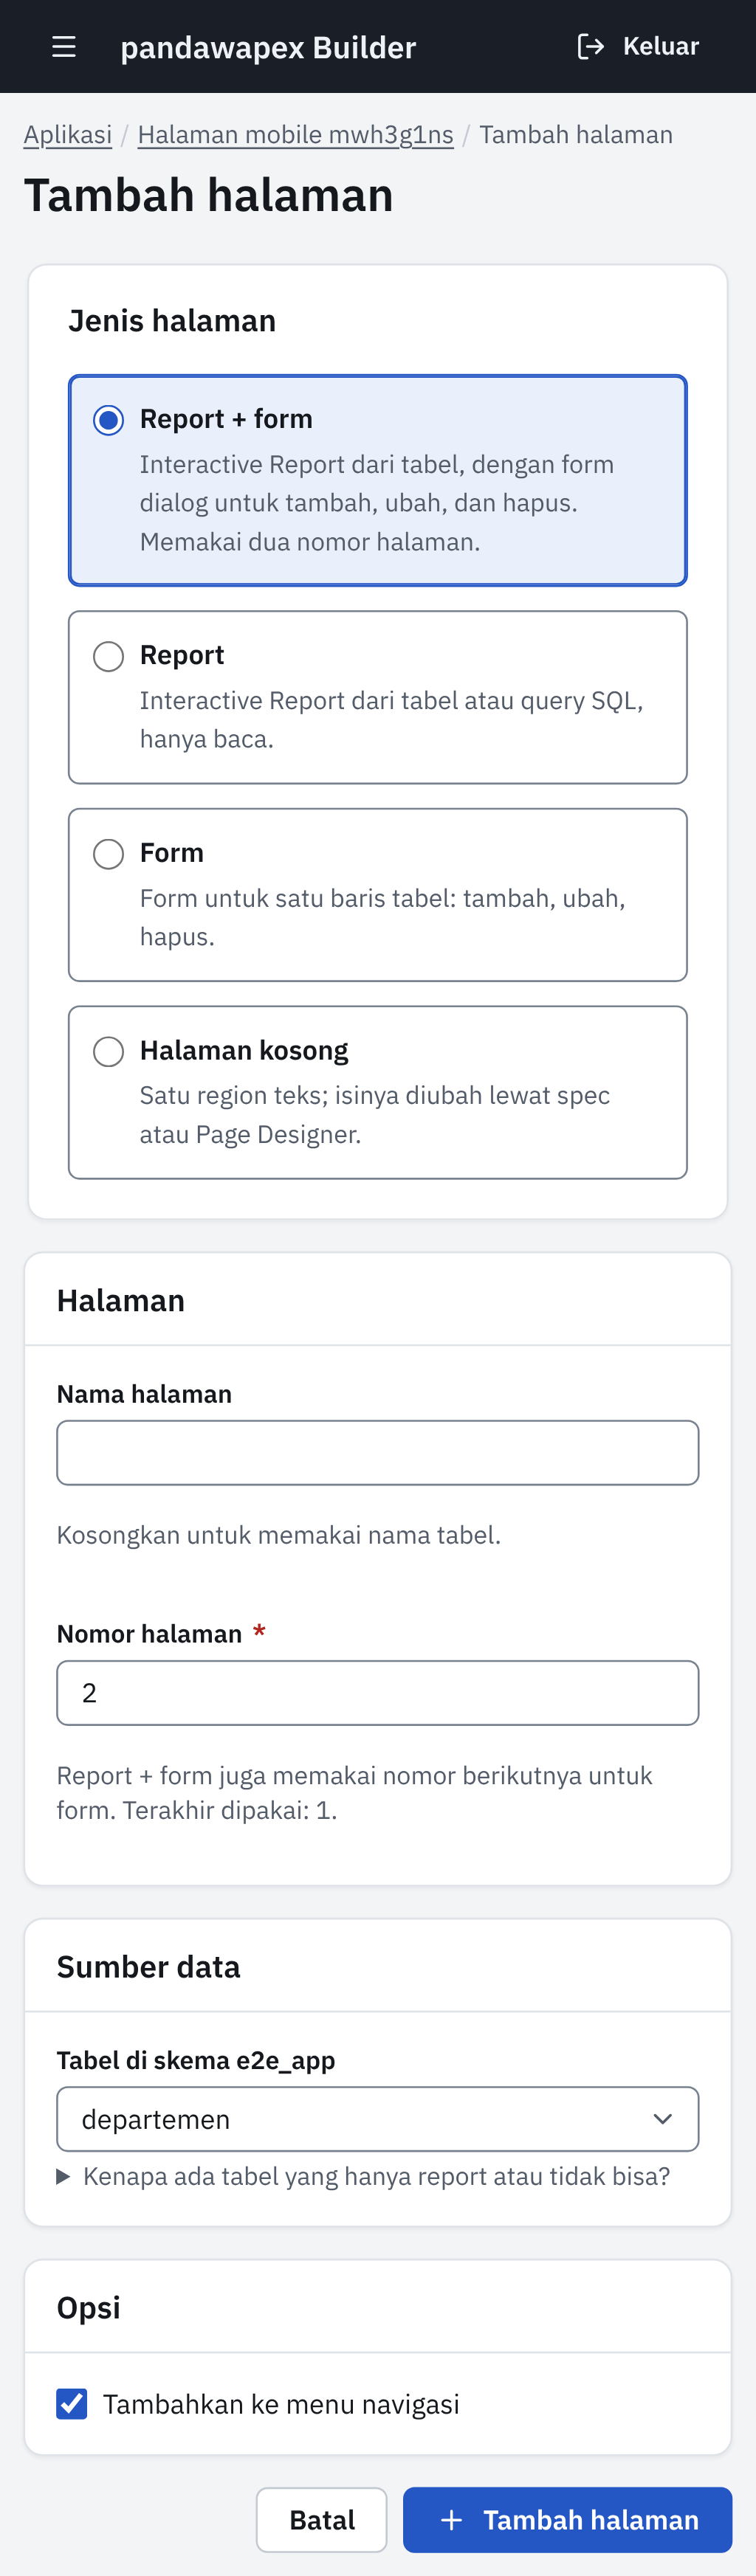 pandawapex Builder
Keluar
Aplikasi / Halaman mobile mwh3g1ns / Tambah halaman
Tambah halaman
Jenis halaman
Report + form
Interactive Report dari tabel, dengan form
dialog untuk tambah, ubah, dan hapus.
Memakai dua nomor halaman.
Report
Interactive Report dari tabel atau query SQL,
hanya baca.
Form
Form untuk satu baris tabel: tambah, ubah,
hapus.
Halaman kosong
Satu region teks; isinya diubah lewat spec
atau Page Designer.
Halaman
Nama halaman
Kosongkan untuk memakai nama tabel.
Nomor halaman *
2
Report + form juga memakai nomor berikutnya untuk
form. Terakhir dipakai: 1.
Sumber data
Tabel di skema e2e_app
departemen
Kenapa ada tabel yang hanya report atau tidak bisa?
Opsi
Tambahkan ke menu navigasi
Batal
+ Tambah halaman